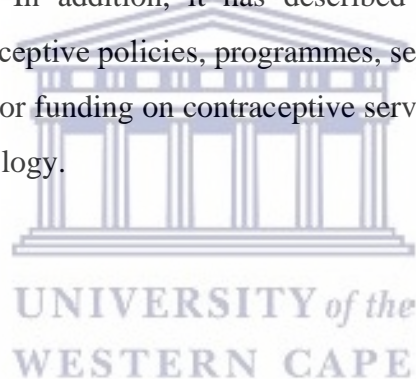 In addition, it has described
ceptive policies, programmes, se
or funding on contraceptive serv
logy.
UNIVERSITY of the
WESTERN CAPE